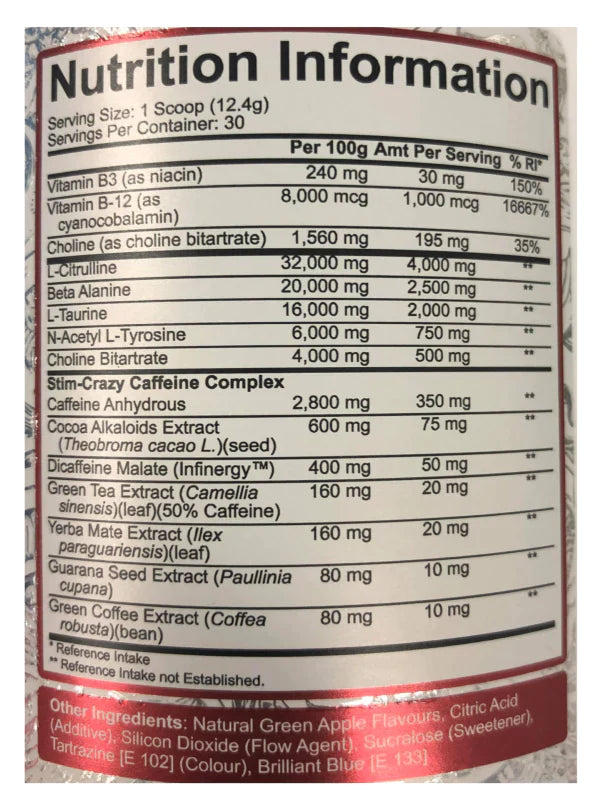 Nutrition Information
Serving Size: 1 Scoop (12.4g)
Servings Per Container: 30
Per 100g Amt Per Serving % RI*
Vitamin B3 (as niacin) 240 mg 30 mg 150%
Vitamin B-12 (as 8,000 mcg 1,000 mcg 16667%
cyanocobalamin)
Choline (as choline bitartrate) 1,560 mg 195 mg 35%
L-Citrulline 32,000 mg 4,000 mg **
Beta Alanine 20,000 mg 2,500 mg **
L-Taurine 16,000 mg 2,000 mg **
N-Acetyl L-Tyrosine 6,000 mg 750 mg **
Choline Bitartrate 4,000 mg 500 mg **
Stim-Crazy Caffeine Complex
Caffeine Anhydrous 2,800 mg 350 mg **
Cocoa Alkaloids Extract 600 mg 75 mg **
(Theobroma cacao L.)(seed)
Dicaffeine Malate (Infinergy™) 400 mg 50 mg **
Green Tea Extract (Camellia 160 mg 20 mg **
sinensis)(leaf)(50% Caffeine)
Yerba Mate Extract (Ilex 160 mg 20 mg **
paraguariensis)(leaf)
Guarana Seed Extract (Paullinia 80 mg 10 mg **
cupana)
Green Coffee Extract (Coffea 80 mg 10 mg **
robusta)(bean)
* Reference Intake
** Reference Intake not Established.
Other Ingredients: Natural Green Apple Flavours, Citric Acid
(Additive), Silicon Dioxide (Flow Agent), Sucralose (Sweetener),
Tartrazine [E 102] (Colour), Brilliant Blue [E 133]